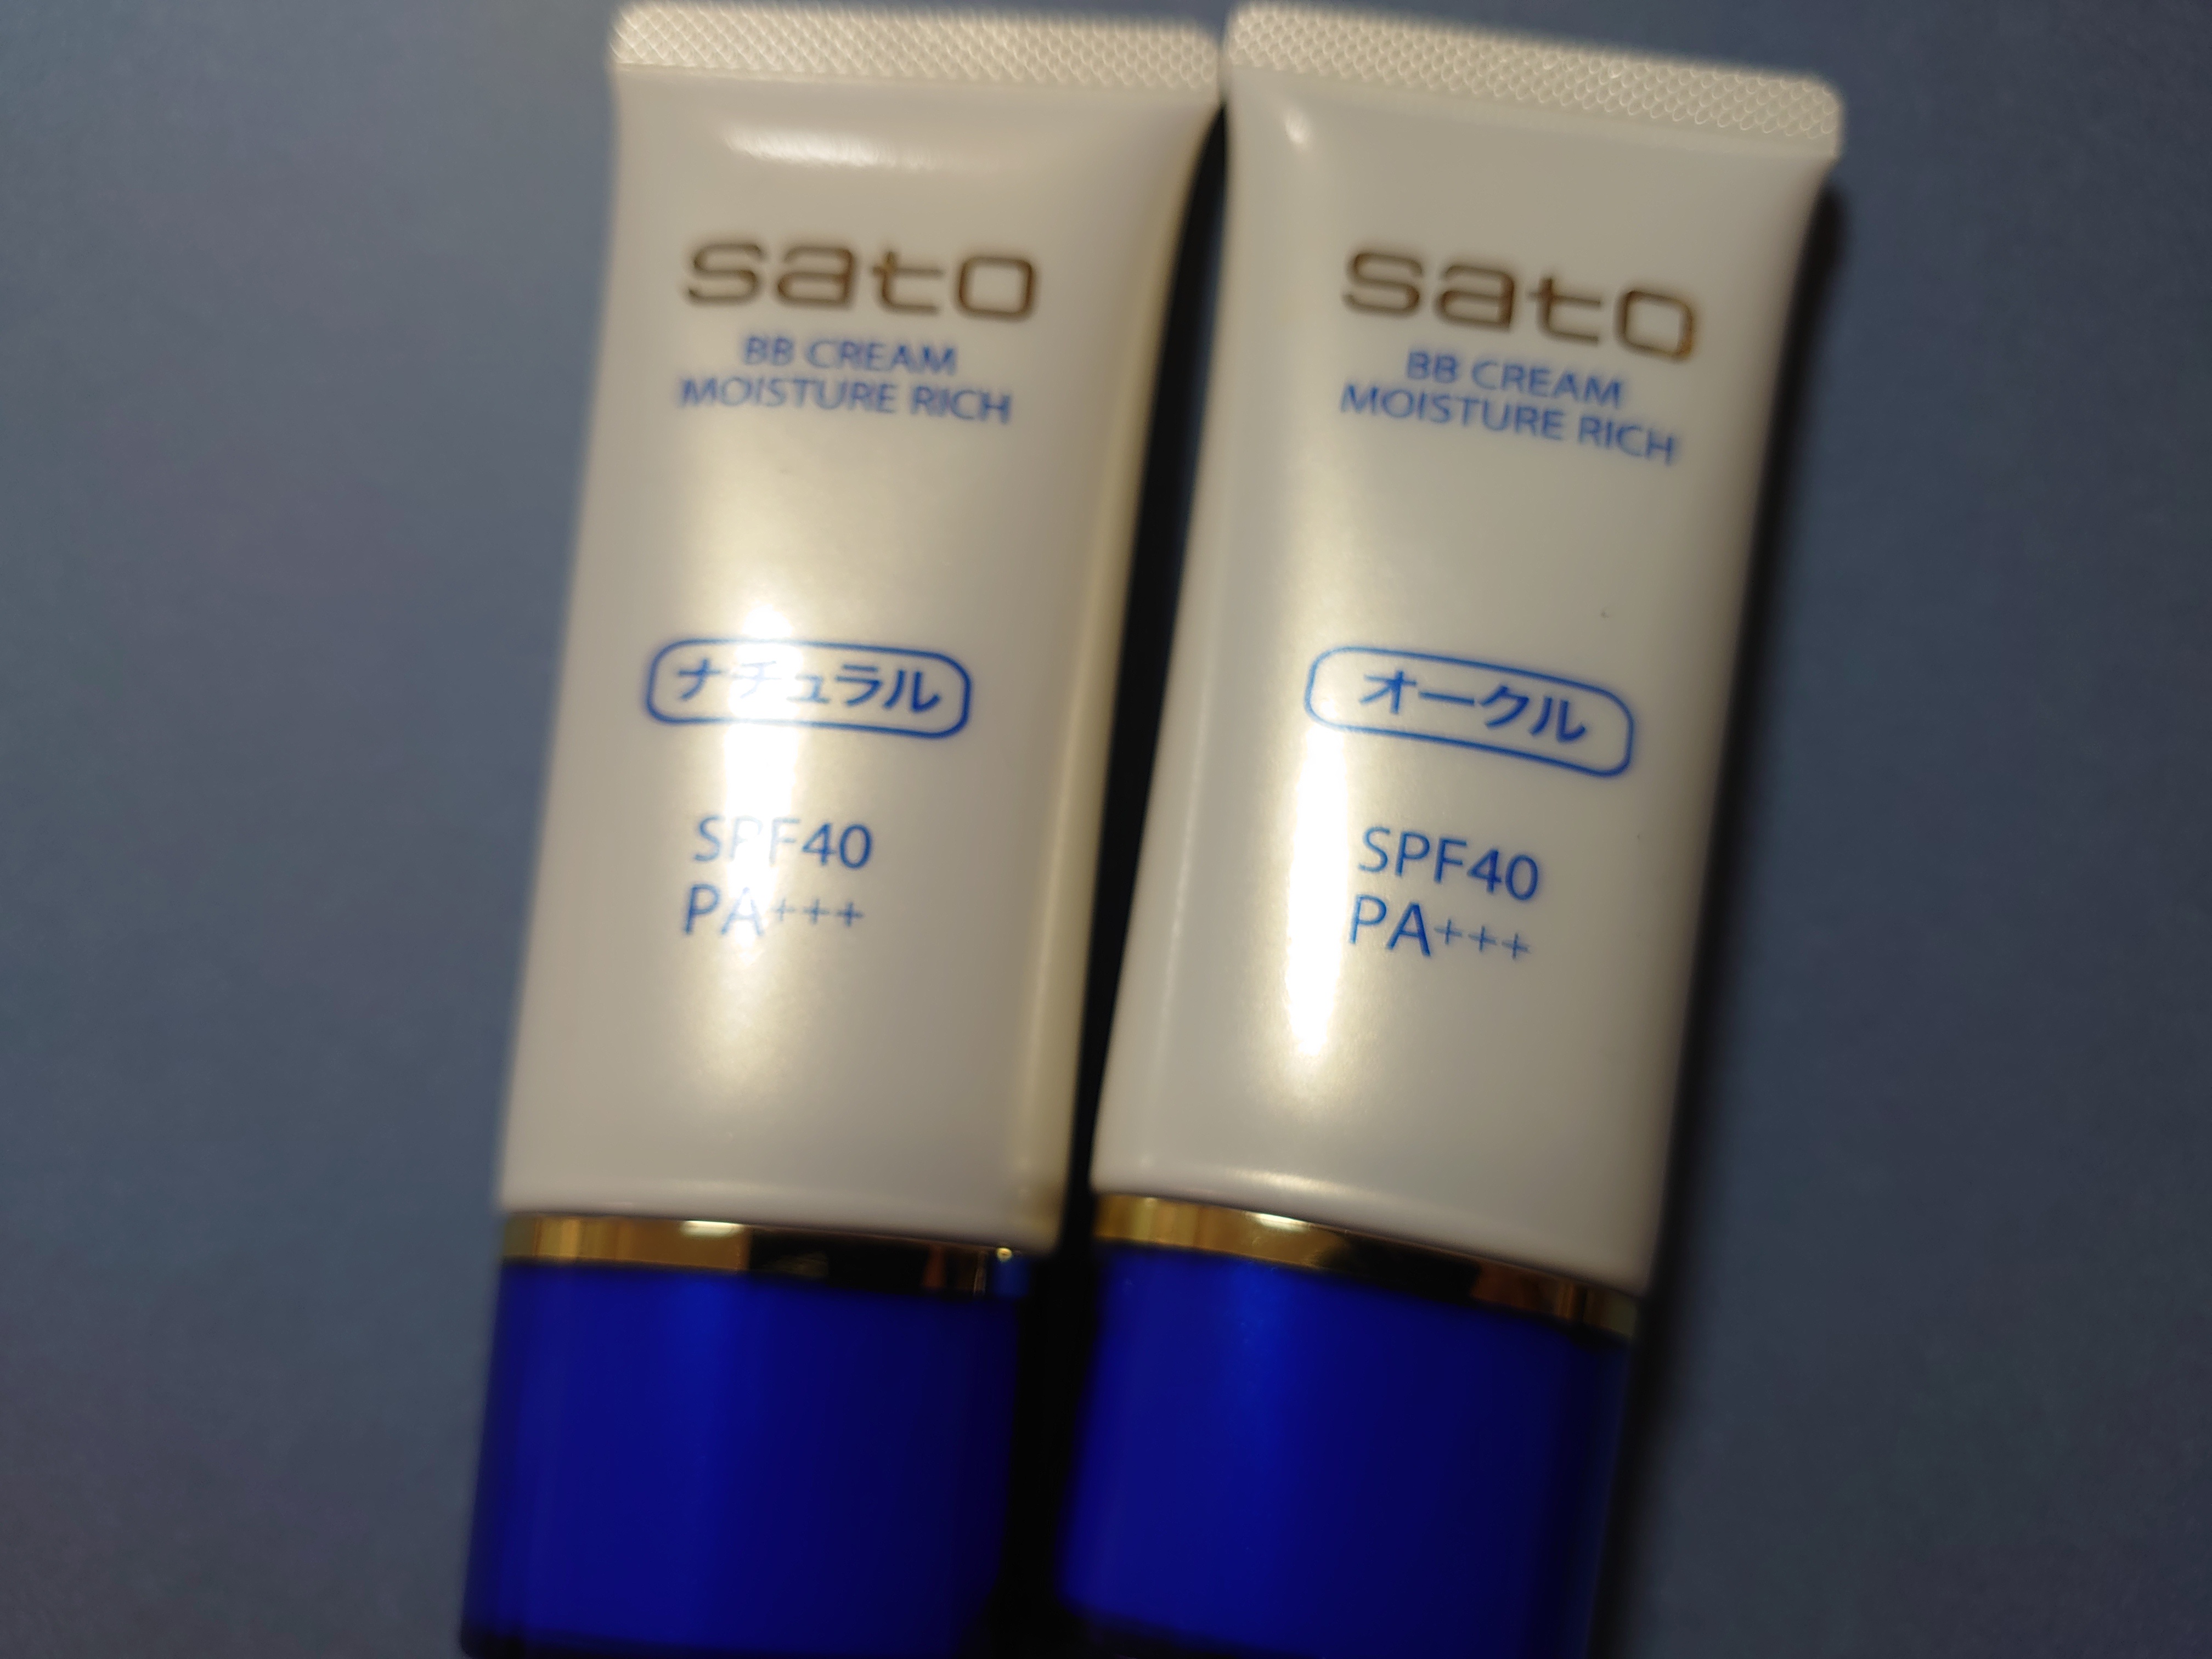 sato
BB CREAM
MOISTURE RICH
ナチュラル
SPF40
PA+++
sato
BB CREAM
MOISTURE RICH
オークル
SPF40
PA+++